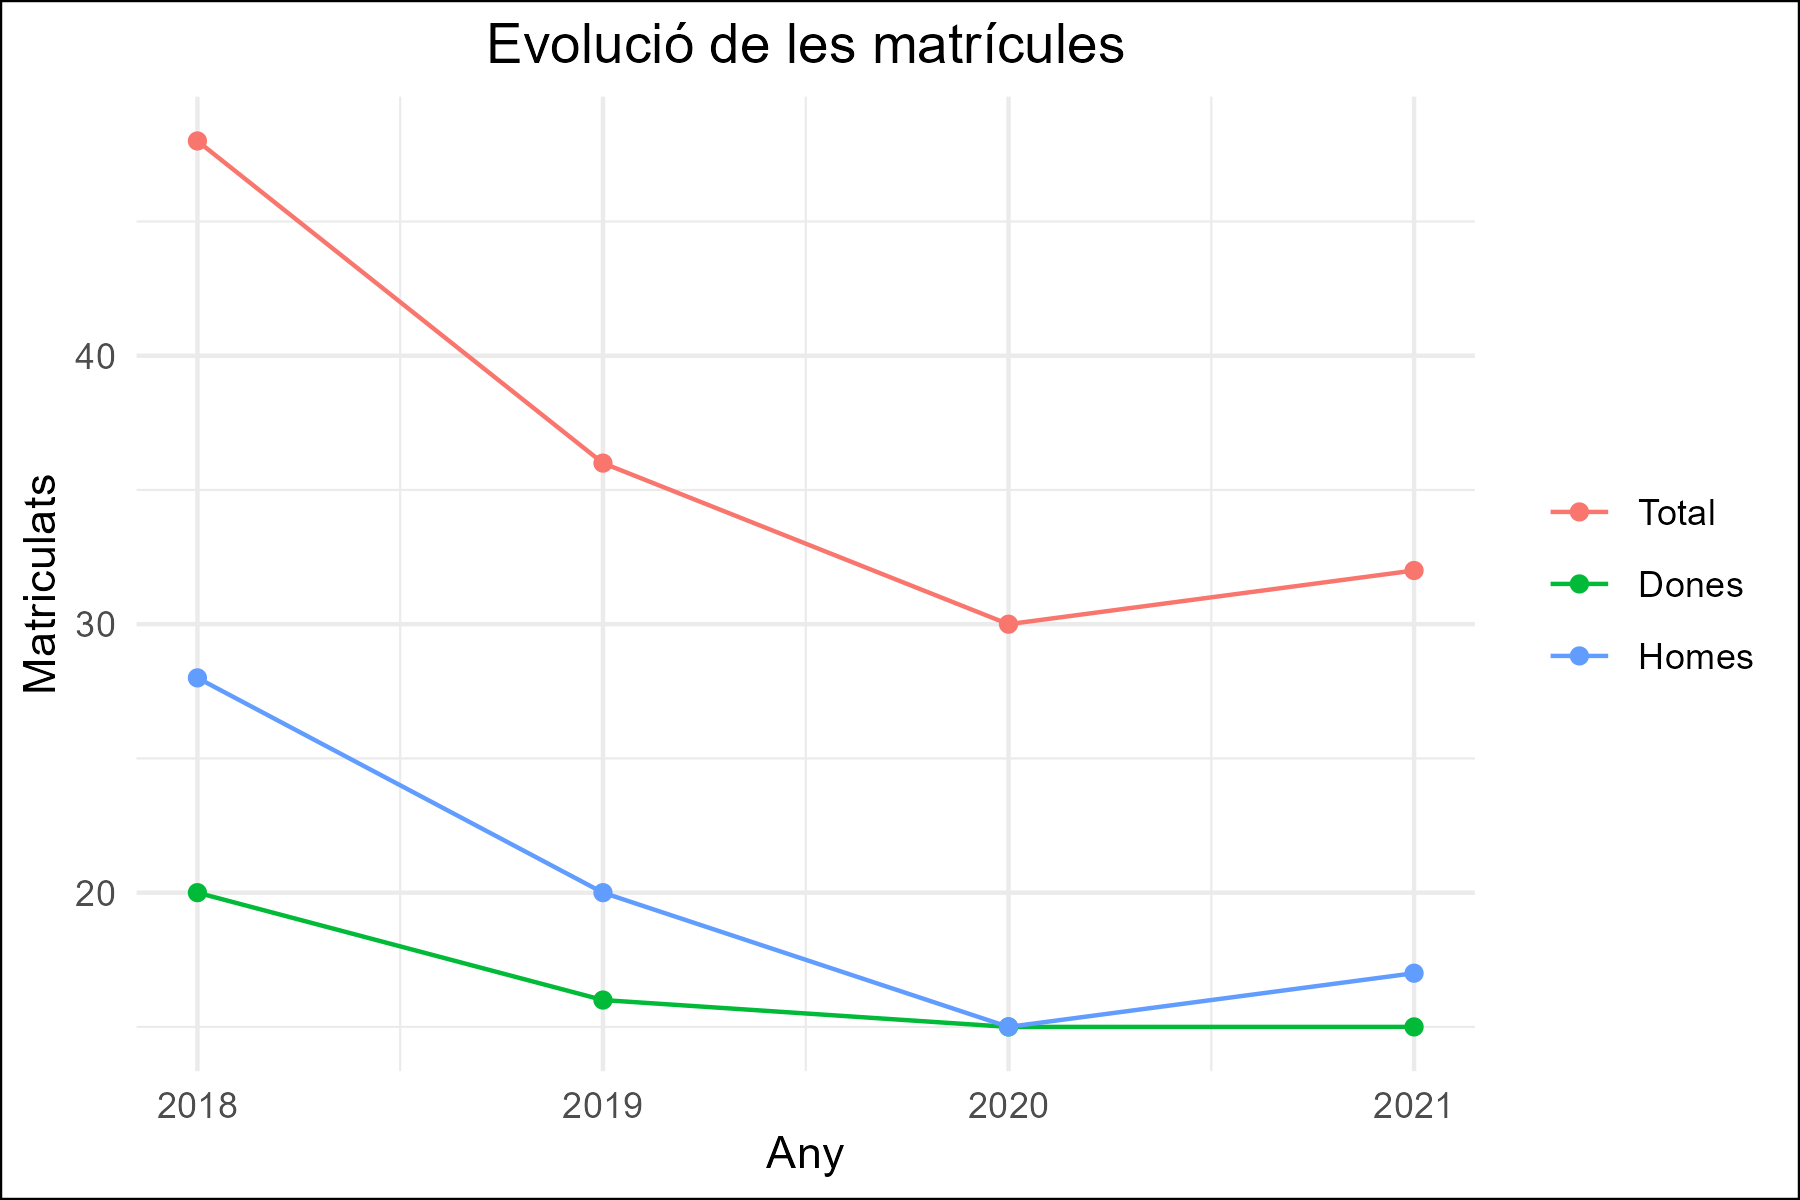 Evolució de les matrícules
Matriculats
40
30
20
2018
2019
2020
2021
Any
Total
Dones
Homes